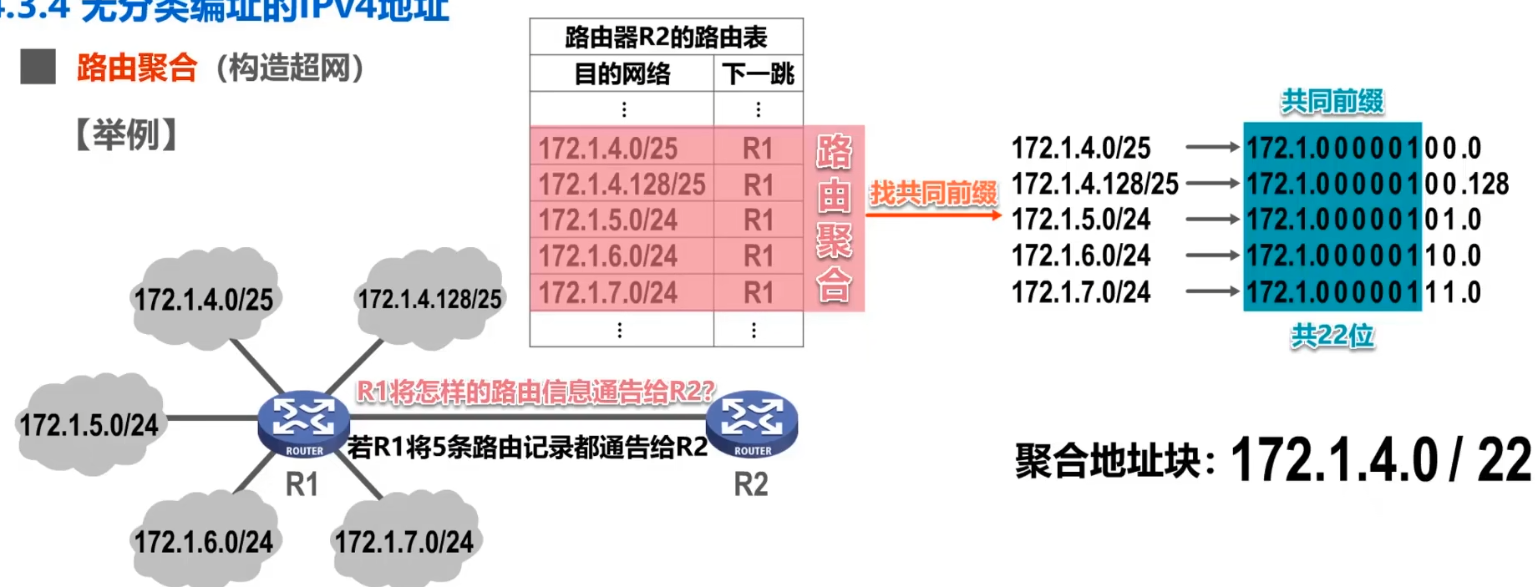 4.3.4 无分类编址的IPv4地址
路由聚合（构造超网）
【举例】
路由器R2的路由表
目的网络 下一跳
⋮ ⋮
172.1.4.0/25 R1
172.1.4.128/25 R1
172.1.5.0/24 R1
172.1.6.0/24 R1
172.1.7.0/24 R1
⋮ ⋮
路由聚合
找共同前缀
共同前缀
172.1.4.0/25 172.1.00000100.0
172.1.4.128/25 172.1.00000100.128
172.1.5.0/24 172.1.00000101.0
172.1.6.0/24 172.1.00000110.0
172.1.7.0/24 172.1.00000111.0
共22位
聚合地址块：172.1.4.0 / 22
172.1.4.0/25
172.1.4.128/25
172.1.5.0/24
R1将怎样的路由信息通告给R2?
若R1将5条路由记录都通告给R2
ROUTER
R1
ROUTER
R2
172.1.6.0/24
172.1.7.0/24